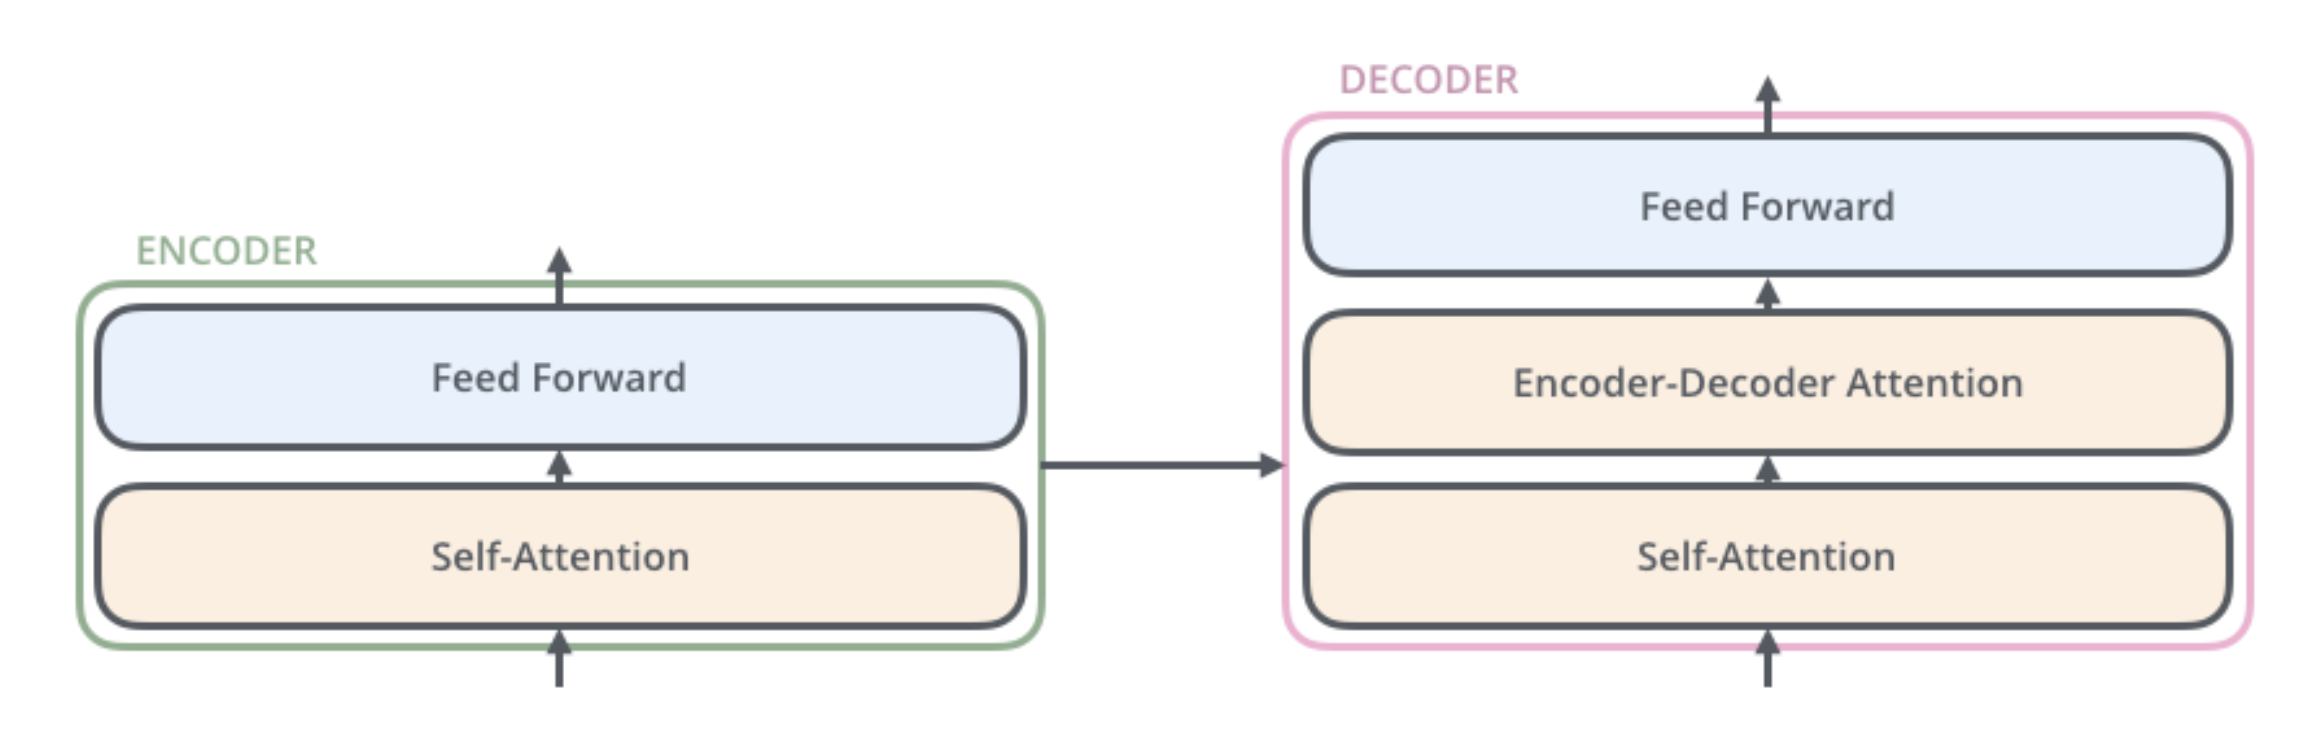 ENCODER
Feed Forward
Self-Attention
DECODER
Feed Forward
Encoder-Decoder Attention
Self-Attention